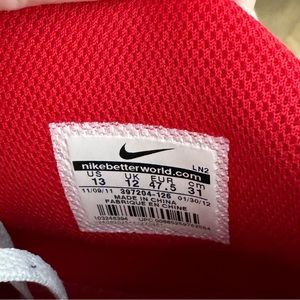 LN2
nikebetterworld.com
US UK EUR cm
13 12 47.5 31
11/09/11 397204-126 01/30/12
MADE IN CHINA
FABRIQUÉ EN CHINE